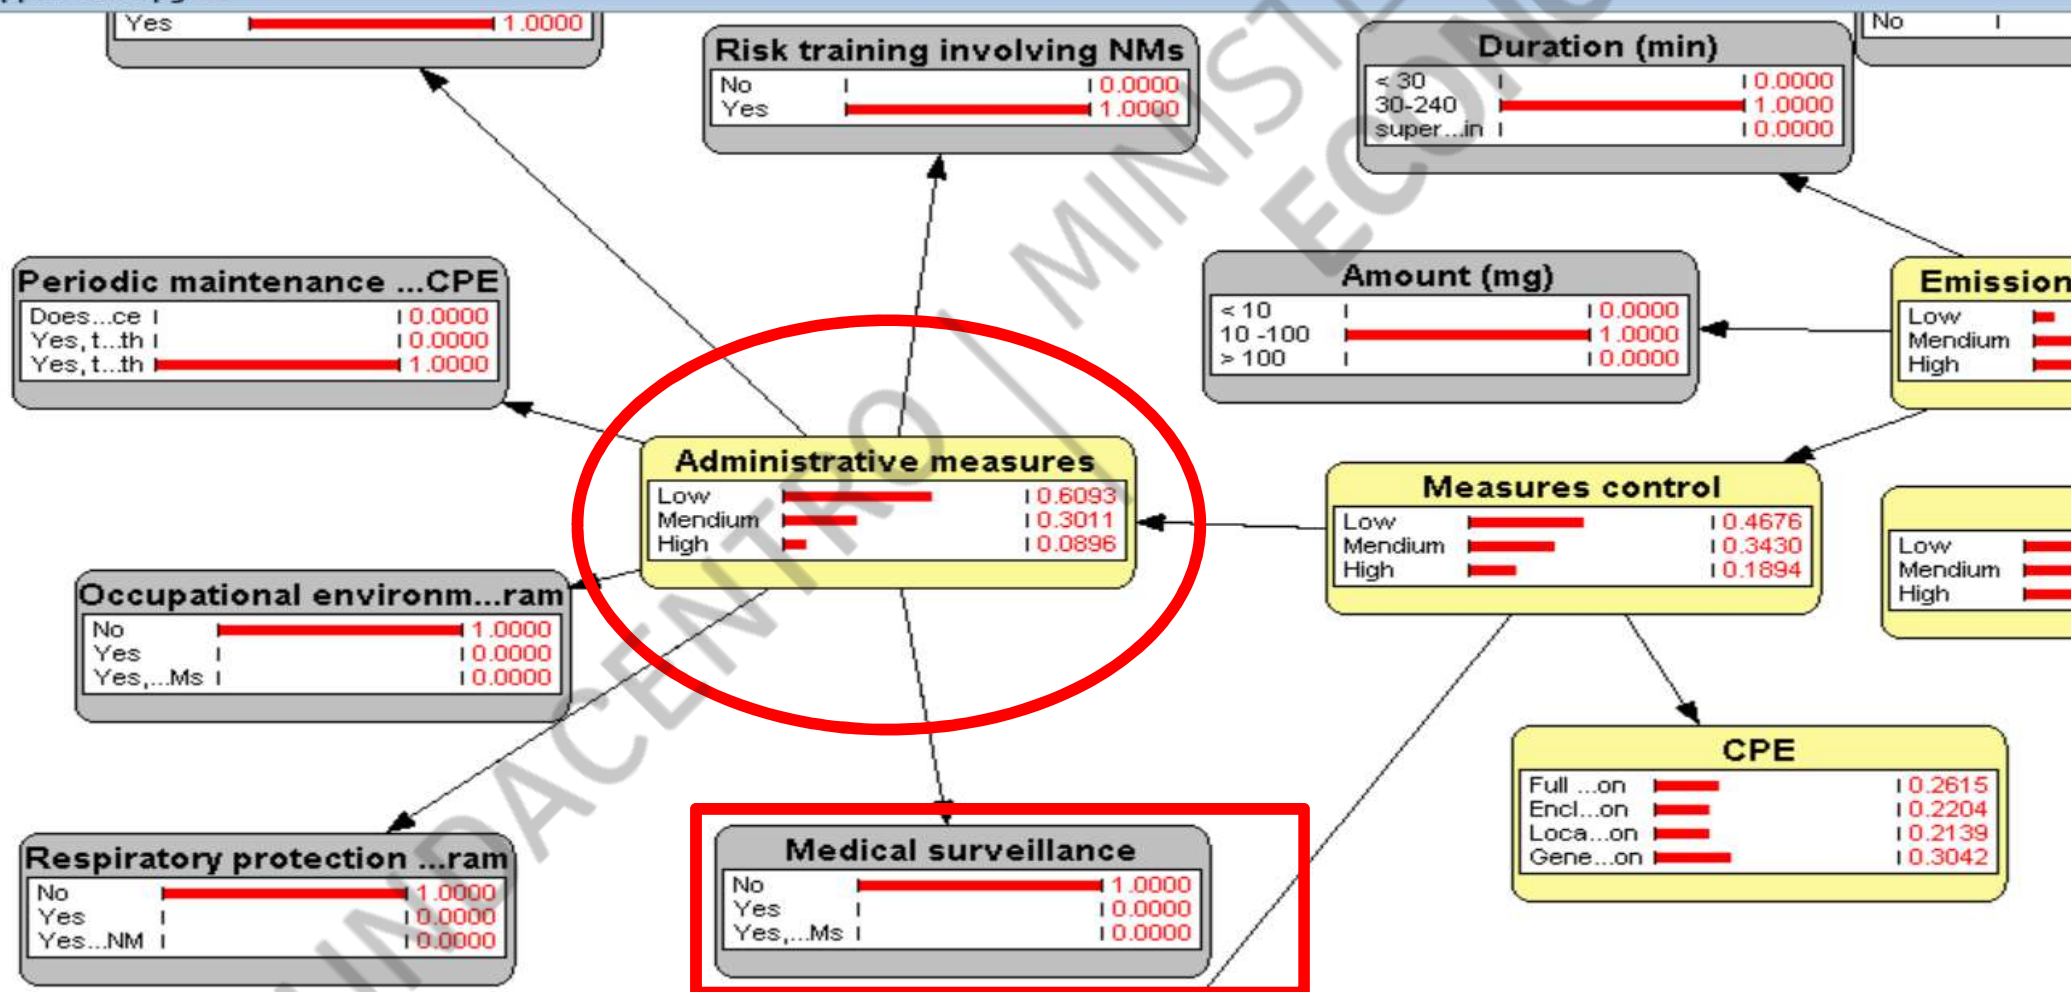 Yes 1.0000
Risk training involving NMs
No 0.0000
Yes 1.0000
Duration (min)
< 30 0.0000
30-240 1.0000
super...in 0.0000
No
Periodic maintenance ...CPE
Does...ce 0.0000
Yes, t...th 0.0000
Yes, t...th 1.0000
Amount (mg)
< 10 0.0000
10 -100 1.0000
> 100 0.0000
Emission
Low
Mendium
High
Administrative measures
Low 0.6093
Mendium 0.3011
High 0.0896
Measures control
Low 0.4676
Mendium 0.3430
High 0.1894
Low
Mendium
High
Occupational environm...ram
No 1.0000
Yes 0.0000
Yes,...Ms 0.0000
CPE
Full ...on 0.2615
Encl...on 0.2204
Loca...on 0.2139
Gene...on 0.3042
Respiratory protection ...ram
No 1.0000
Yes 0.0000
Yes...NM 0.0000
Medical surveillance
No 1.0000
Yes 0.0000
Yes,...Ms 0.0000